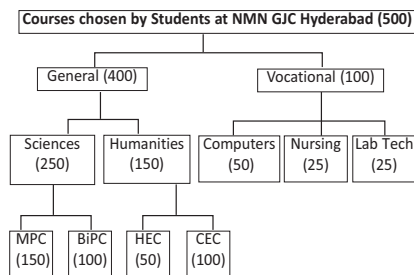 Courses chosen by Students at NMN GJC Hyderabad (500)
General (400)
Vocational (100)
Sciences
(250)
Humanities
(150)
Computers
(50)
Nursing
(25)
Lab Tech
(25)
MPC
(150)
BiPC
(100)
HEC
(50)
CEC
(100)